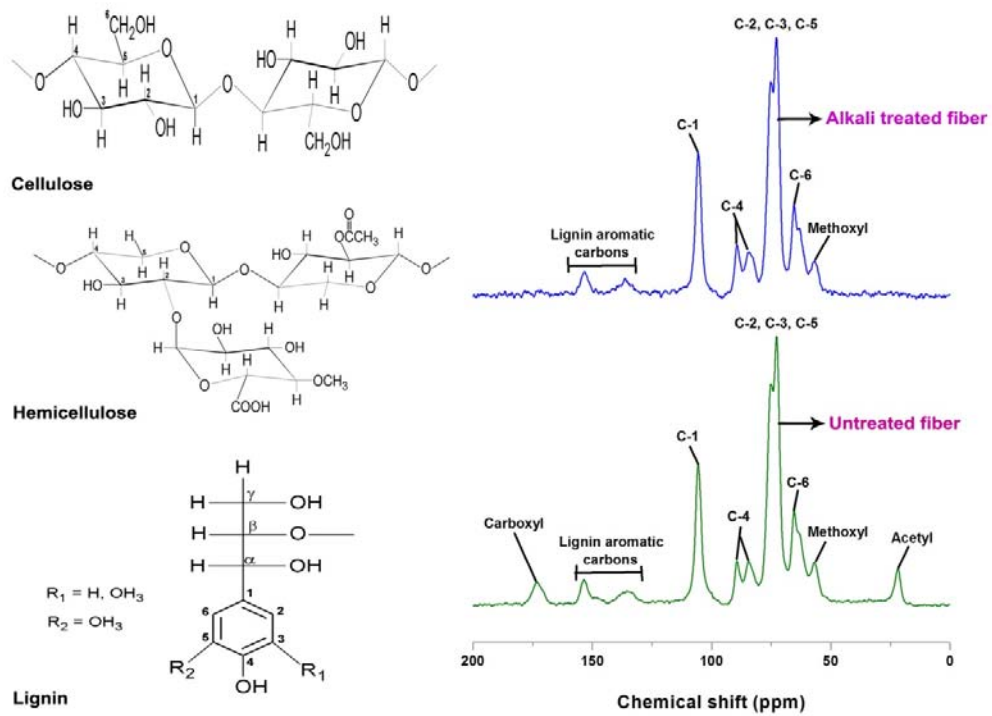 6
H
CH₂OH
4
5
O
H
H
OH
H
O
HO
O
O
HO
3
H
2
1
H
H
H
O
OH
H
CH₂OH
Cellulose
O
OCCH₃
H
H
5
O
H
HO
H
H
4
O
O
O
HO
3
H
2
1
H
H
O
H
H
O
OH
H
H
OH
O
H
H
OCH₃
COOH
Hemicellulose
H
γ
H
OH
β
H
O
α
H
OH
R₁ = H, OH₃
R₂ = OH₃
1
6
2
5
3
4
R₂
R₁
OH
Lignin
C-2, C-3, C-5
Alkali treated fiber
C-1
C-6
C-4
Methoxyl
Lignin aromatic
carbons
C-2, C-3, C-5
Untreated fiber
C-1
C-6
C-4
Methoxyl
Carboxyl
Lignin aromatic
carbons
Acetyl
200
150
100
50
0
Chemical shift (ppm)